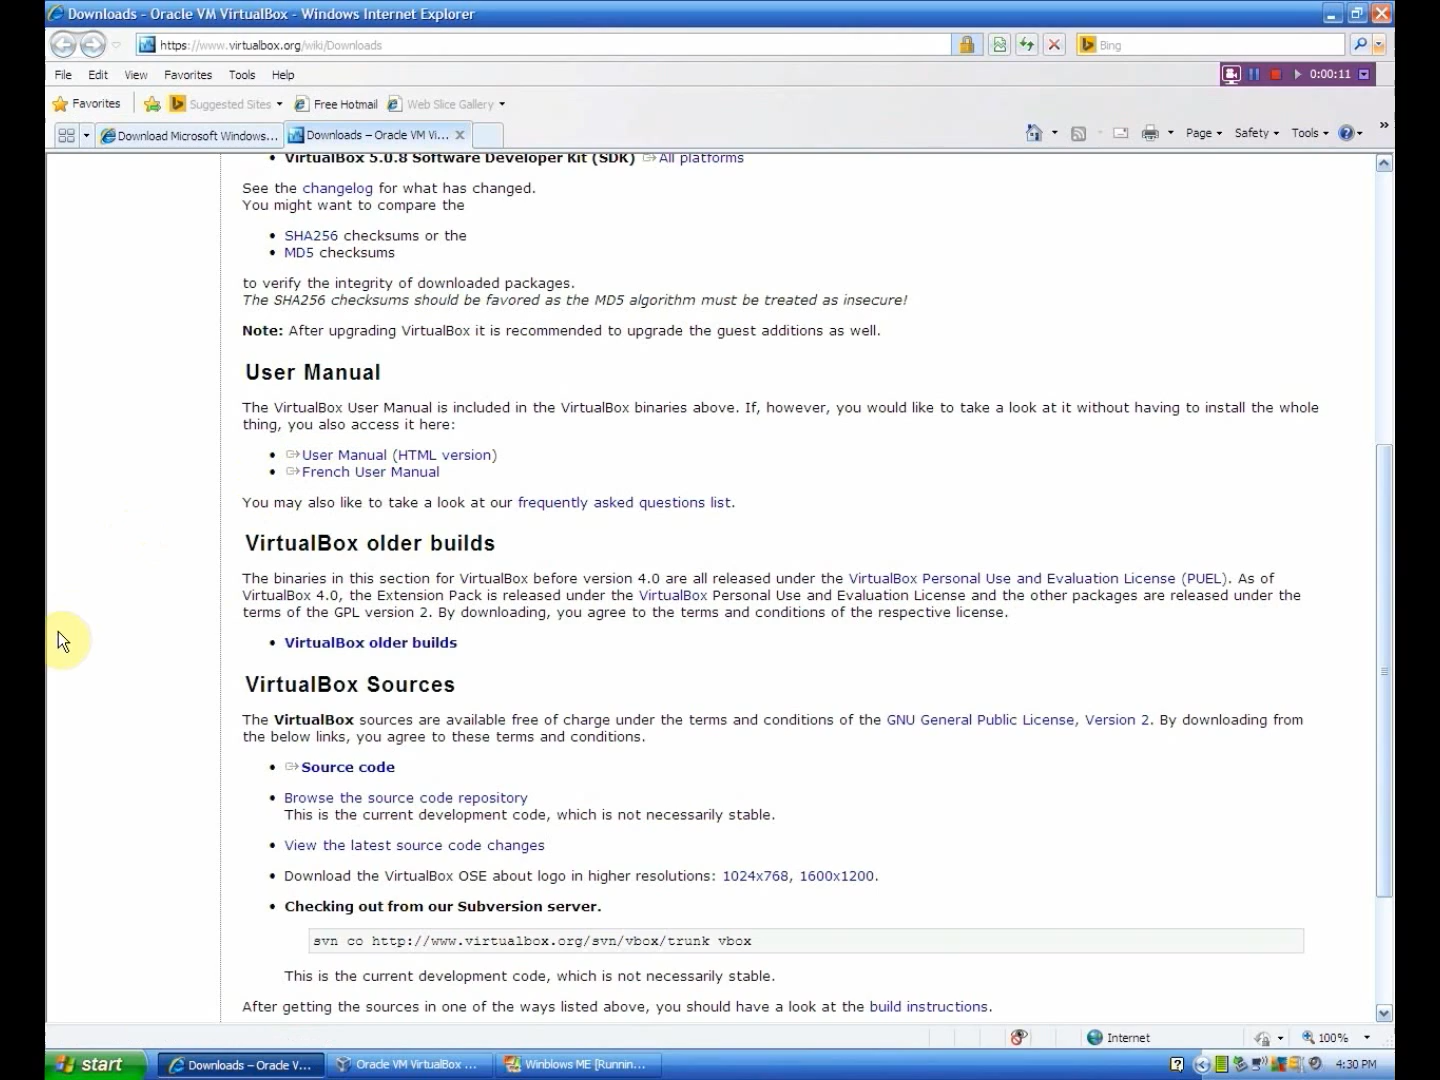 Downloads - Oracle VM VirtualBox - Windows Internet Explorer
https://www.virtualbox.org/wiki/Downloads
Bing
File Edit View Favorites Tools Help
0:00:11
Favorites Suggested Sites Free Hotmail Web Slice Gallery
Download Microsoft Windows... Downloads – Oracle VM Vi... Page Safety Tools
• VirtualBox 5.0.8 Software Developer Kit (SDK) All platforms
See the changelog for what has changed.
You might want to compare the
• SHA256 checksums or the
• MD5 checksums
to verify the integrity of downloaded packages.
The SHA256 checksums should be favored as the MD5 algorithm must be treated as insecure!
Note: After upgrading VirtualBox it is recommended to upgrade the guest additions as well.
User Manual
The VirtualBox User Manual is included in the VirtualBox binaries above. If, however, you would like to take a look at it without having to install the whole
thing, you also access it here:
• User Manual (HTML version)
• French User Manual
You may also like to take a look at our frequently asked questions list.
VirtualBox older builds
The binaries in this section for VirtualBox before version 4.0 are all released under the VirtualBox Personal Use and Evaluation License (PUEL). As of
VirtualBox 4.0, the Extension Pack is released under the VirtualBox Personal Use and Evaluation License and the other packages are released under the
terms of the GPL version 2. By downloading, you agree to the terms and conditions of the respective license.
• VirtualBox older builds
VirtualBox Sources
The VirtualBox sources are available free of charge under the terms and conditions of the GNU General Public License, Version 2. By downloading from
the below links, you agree to these terms and conditions.
• Source code
• Browse the source code repository
This is the current development code, which is not necessarily stable.
• View the latest source code changes
• Download the VirtualBox OSE about logo in higher resolutions: 1024x768, 1600x1200.
• Checking out from our Subversion server.
svn co http://www.virtualbox.org/svn/vbox/trunk vbox
This is the current development code, which is not necessarily stable.
After getting the sources in one of the ways listed above, you should have a look at the build instructions.
Internet 100%
start Downloads – Oracle V... Oracle VM VirtualBox ... Winblows ME [Runnin... 4:30 PM